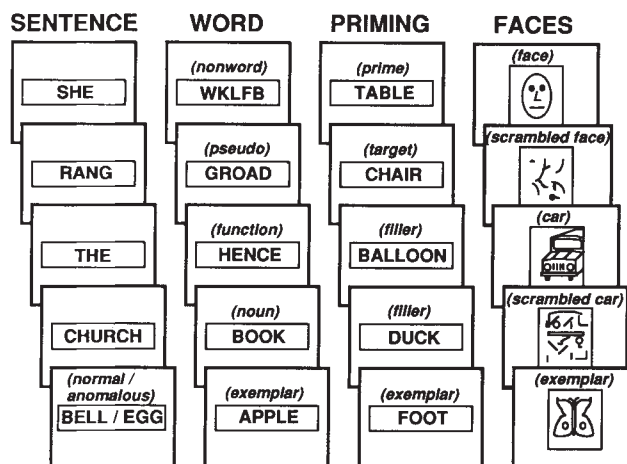 SENTENCE
SHE
RANG
THE
CHURCH
(normal /
anomalous)
BELL / EGG
WORD
(nonword)
WKLFB
(pseudo)
GROAD
(function)
HENCE
(noun)
BOOK
(exemplar)
APPLE
PRIMING
(prime)
TABLE
(target)
CHAIR
(filler)
BALLOON
(filler)
DUCK
(exemplar)
FOOT
FACES
(face)
(scrambled face)
(car)
(scrambled car)
(exemplar)